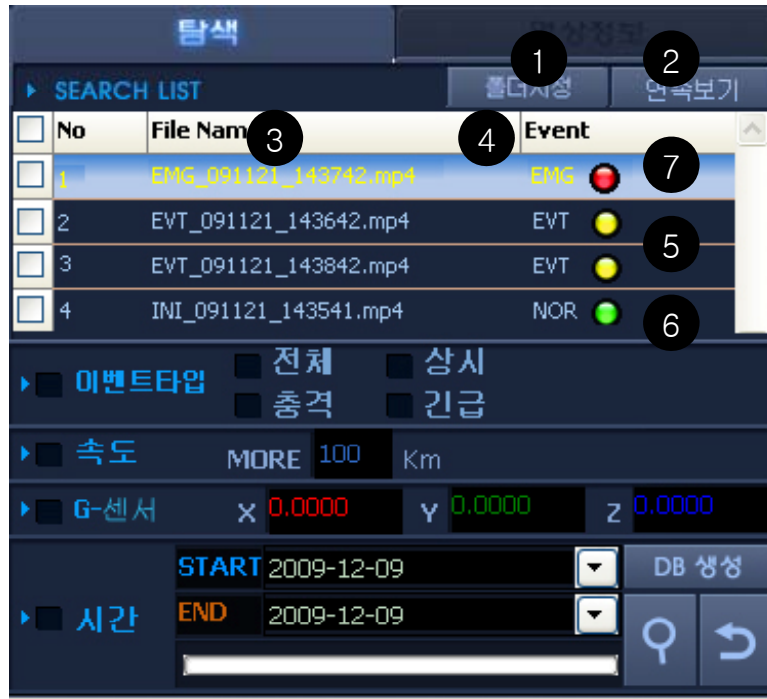 탐색 영상정보
1 2
SEARCH LIST 폴더지정 연속보기
No File Nam 3 4 Event
1 EMG_091121_143742.mp4 EMG 7
2 EVT_091121_143642.mp4 EVT
5
3 EVT_091121_143842.mp4 EVT
4 INI_091121_143541.mp4 NOR 6
이벤트타입 전체 상시
충격 긴급
속도 MORE 100 Km
G-센서 X 0.0000 Y 0.0000 Z 0.0000
START 2009-12-09 DB 생성
시간 END 2009-12-09